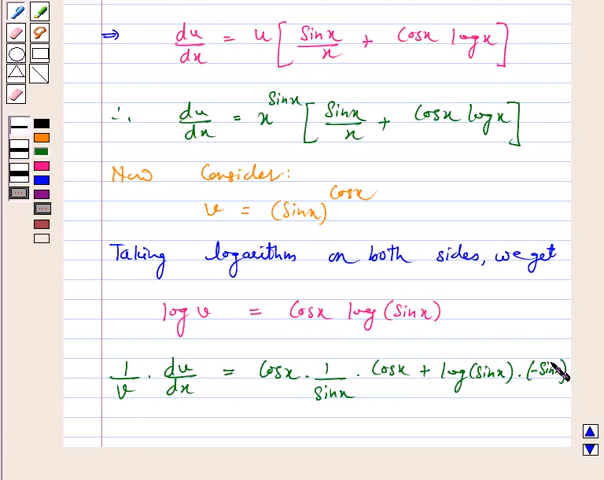 ⇒ du/dx = u [ Sinx/x + Cosx logx ]
∴ du/dx = x^Sinx [ Sinx/x + Cosx logx ]
Now Consider:
v = (Sinx)^Cosx
Taking logarithm on both sides, we get
log v = Cosx log (Sinx)
1/v · dv/dx = Cosx · 1/Sinx · Cosx + log(Sinx) · (-Sinx)